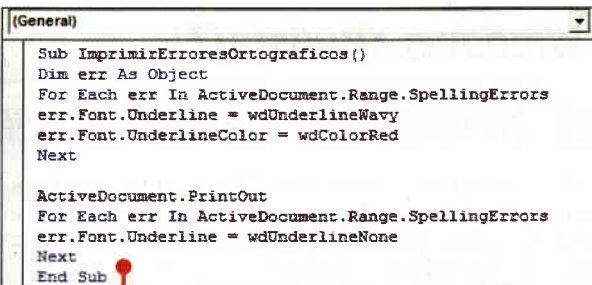 (General)
Sub ImprimirErroresOrtograficos()
Dim err As Object
For Each err In ActiveDocument.Range.SpellingErrors
err.Font.Underline = wdUnderlineWavy
err.Font.UnderlineColor = wdColorRed
Next
ActiveDocument.PrintOut
For Each err In ActiveDocument.Range.SpellingErrors
err.Font.Underline = wdUnderlineNone
Next
End Sub